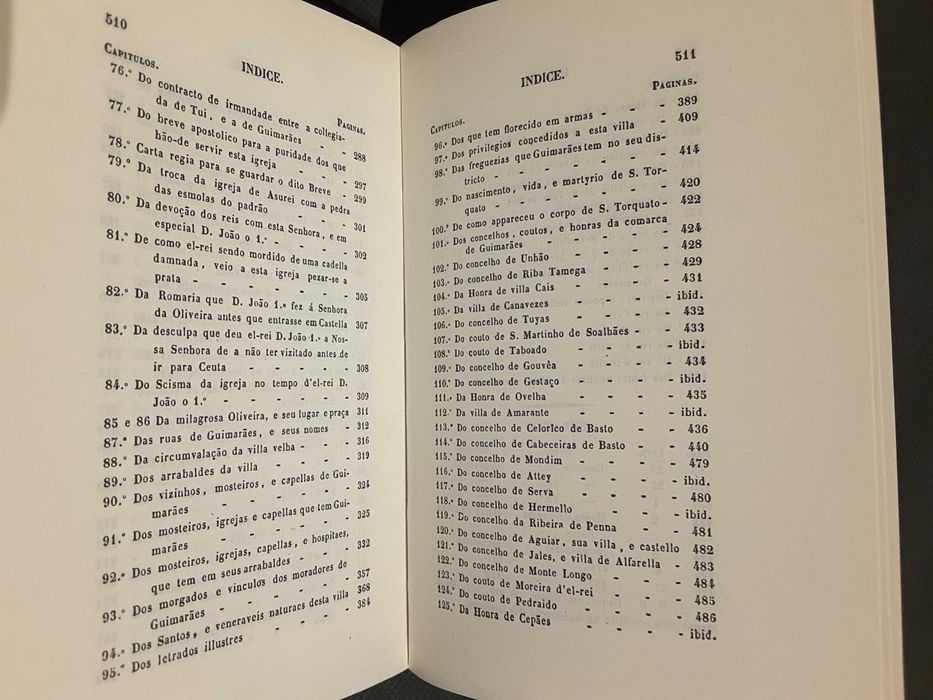 510
INDICE.
CAPITULOS.
PAGINAS.
76.º Do contracto de irmandade entre a collegia-
da de Tui, e a de Guimarães - - 288
77.º Do breve apostolico para a puridade dos que
hão-de servir esta igreja - - - 297
78.º Carta regia para se guardar o dito Breve - 299
79.º Da troca da igreja de Asurei com a pedra
das esmolas do padrão - - - 301
80.º Da devoção dos reis com esta Senhora, e em
especial D. João o 1.º - - - - 302
81.º De como el-rei sendo mordido de uma cadella
damnada, veio a esta igreja pezar-se a
prata - - - - - - - 305
82.º Da Romaria que D. João 1.º fez á Senhora
da Oliveira antes que entrasse em Castella 307
83.º Da desculpa que deu el-rei D. João 1.º a Nos-
sa Senhora de a não ter vizitado antes de
ir para Ceuta - - - - - 308
84.º Do Scisma da igreja no tempo d'el-rei D.
João o 1.º - - - - - - 309
85 e 86 Da milagrosa Oliveira, e seu lugar e praça 311
87.º Das ruas de Guimarães, e seus nomes - - 312
88.º Da circumvalação da villa velha - - - 316
89.º Dos arrabaldes da villa - - - - 319
90.º Dos vizinhos, mosteiros, e capellas de Gui-
marães - - - - - - 324
91.º Dos mosteiros, igrejas e capellas que tem Gui-
marães - - - - - - 325
92.º Dos mosteiros, igrejas, capellas, e hospitaes,
que tem em seus arrabaldes - - - 332
93.º Dos morgados e vinculos dos moradores de
Guimarães - - - - - 357
94.º Dos Santos, e veneraveis naturaes desta villa 368
95.º Dos letrados illustres - - - - 384
511
INDICE.
CAPITULOS.
PAGINAS.
96.º Dos que tem florecido em armas - - - 389
97.º Dos privilegios coṇcedidos a esta villa - 409
98.º Das freguezias que Guimarães tem no seu dis-
tricto - - - - - - - 414
99.º Do nascimento, vida, e martyrio de S. Tor-
quato - - - - - - - 420
100.º De como appareceu o corpo de S. Torquato - 422
101.º Dos concelhos, coutos, e honras da comarca
de Guimarães - - - - - 424
102.º Do concelho de Unhão - - - - 428
103.º Do concelho de Riba Tamega - - - 429
104.º Da Honra de villa Cais - - - - 431
105.º Da villa de Canavezes - - - - ibid.
106.º Do concelho de Tuyas - - - - 432
107.º Do couto de S. Martinho de Soalhães - - 433
108.º Do couto de Taboado - - - - ibid.
109.º Do concelho de Gouvêa - - - - 434
110.º Do concelho de Gestaço - - - - ibid.
111.º Da Honra de Ovelha - - - - 435
112.º Da villa de Amarante - - - - ibid.
113.º Do concelho de Celorico de Basto - - 436
114.º Do concelho de Cabeceiras de Basto - - 440
115.º Do concelho de Mondim - - - - 479
116.º Do concelho de Attey - - - - ibid.
117.º Do concelho de Serva - - - - 480
118.º Do concelho de Hermello - - - ibid.
119.º Do concelho da Ribeira de Penna - - 481
120.º Do concelho de Aguiar, sua villa, e castello 482
121.º Do concelho de Jales, e villa de Alfarella - 483
122.º Do concelho de Monte Longo - - - 484
123.º Do couto de Moreira d'el-rei - - - 485
124.º Do couto de Pedraido - - - - 486
125.º Da Honra de Cepães - - - - ibid.